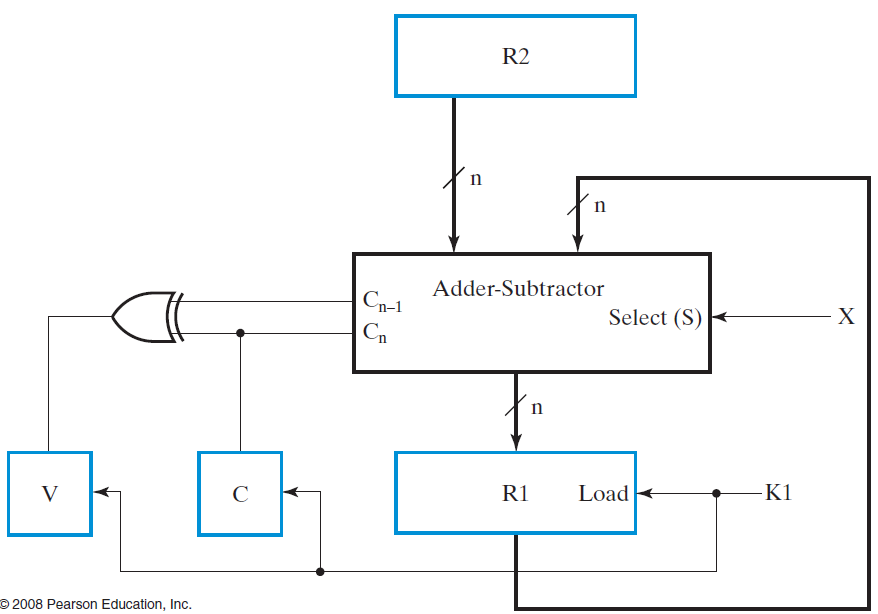 R2
n
n
Adder-Subtractor
Cn–1
Select (S)
X
Cn
n
V
C
R1
Load
K1
© 2008 Pearson Education, Inc.